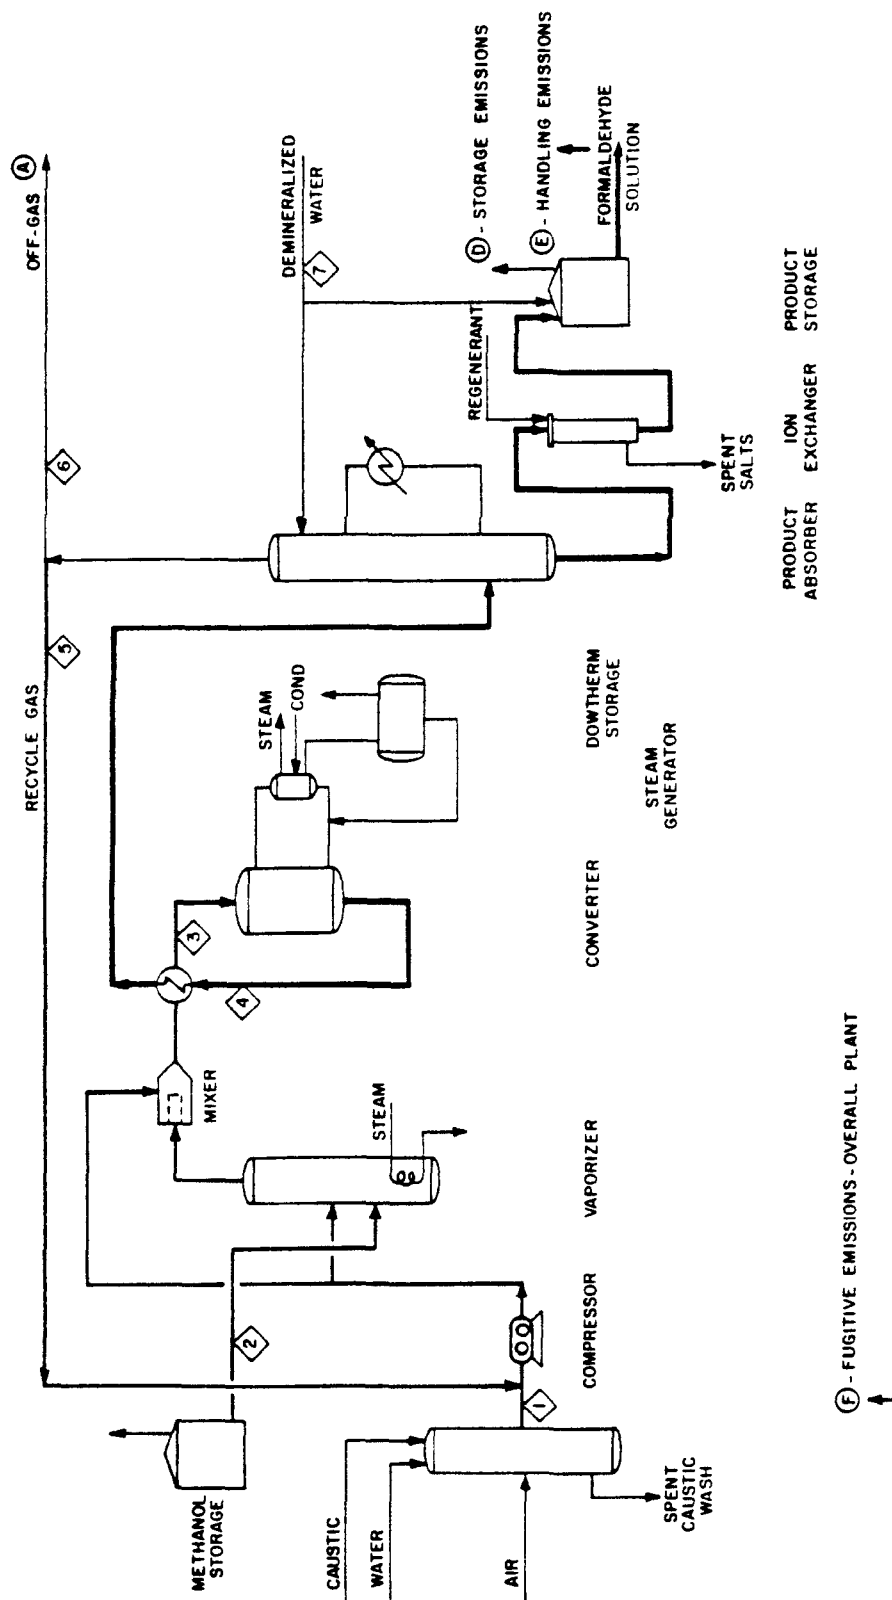 OFF-GAS (A)
6
RECYCLE GAS
5
DEMINERALIZED
WATER
7
(D) - STORAGE EMISSIONS
(E) - HANDLING EMISSIONS
FORMALDEHYDE
SOLUTION
REGENERANT
SPENT
SALTS
STEAM
COND
3
4
MIXER
STEAM
2
METHANOL
STORAGE
1
CAUSTIC
WATER
AIR
SPENT
CAUSTIC
WASH
COMPRESSOR
VAPORIZER
CONVERTER
STEAM
GENERATOR
DOWTHERM
STORAGE
PRODUCT
ABSORBER
ION
EXCHANGER
PRODUCT
STORAGE
(F) - FUGITIVE EMISSIONS - OVERALL PLANT